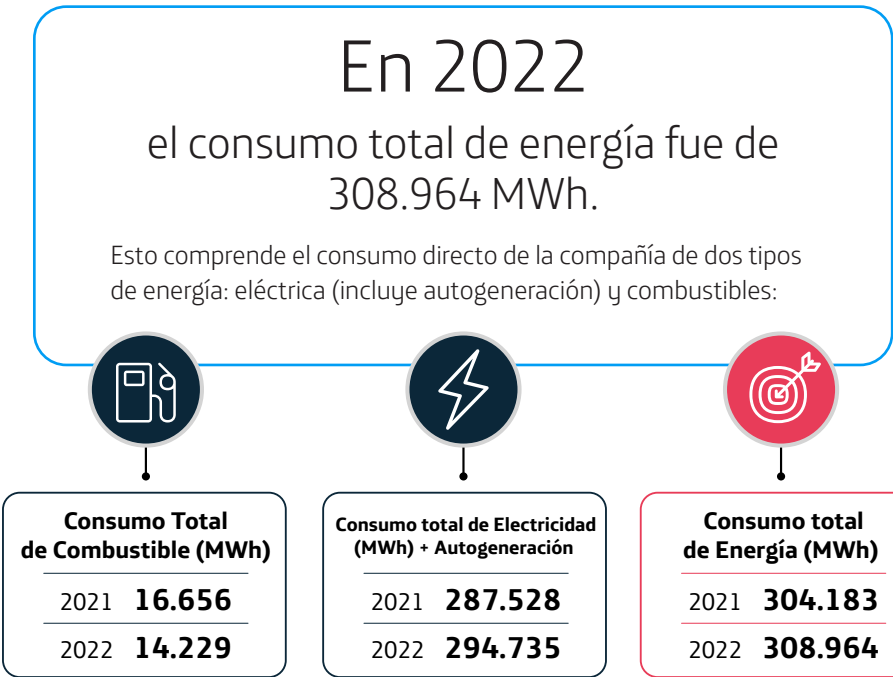 En 2022
el consumo total de energía fue de
308.964 MWh.
Esto comprende el consumo directo de la compañía de dos tipos
de energía: eléctrica (incluye autogeneración) y combustibles:
Consumo Total
de Combustible (MWh)
2021 16.656
2022 14.229
Consumo total de Electricidad
(MWh) + Autogeneración
2021 287.528
2022 294.735
Consumo total
de Energía (MWh)
2021 304.183
2022 308.964